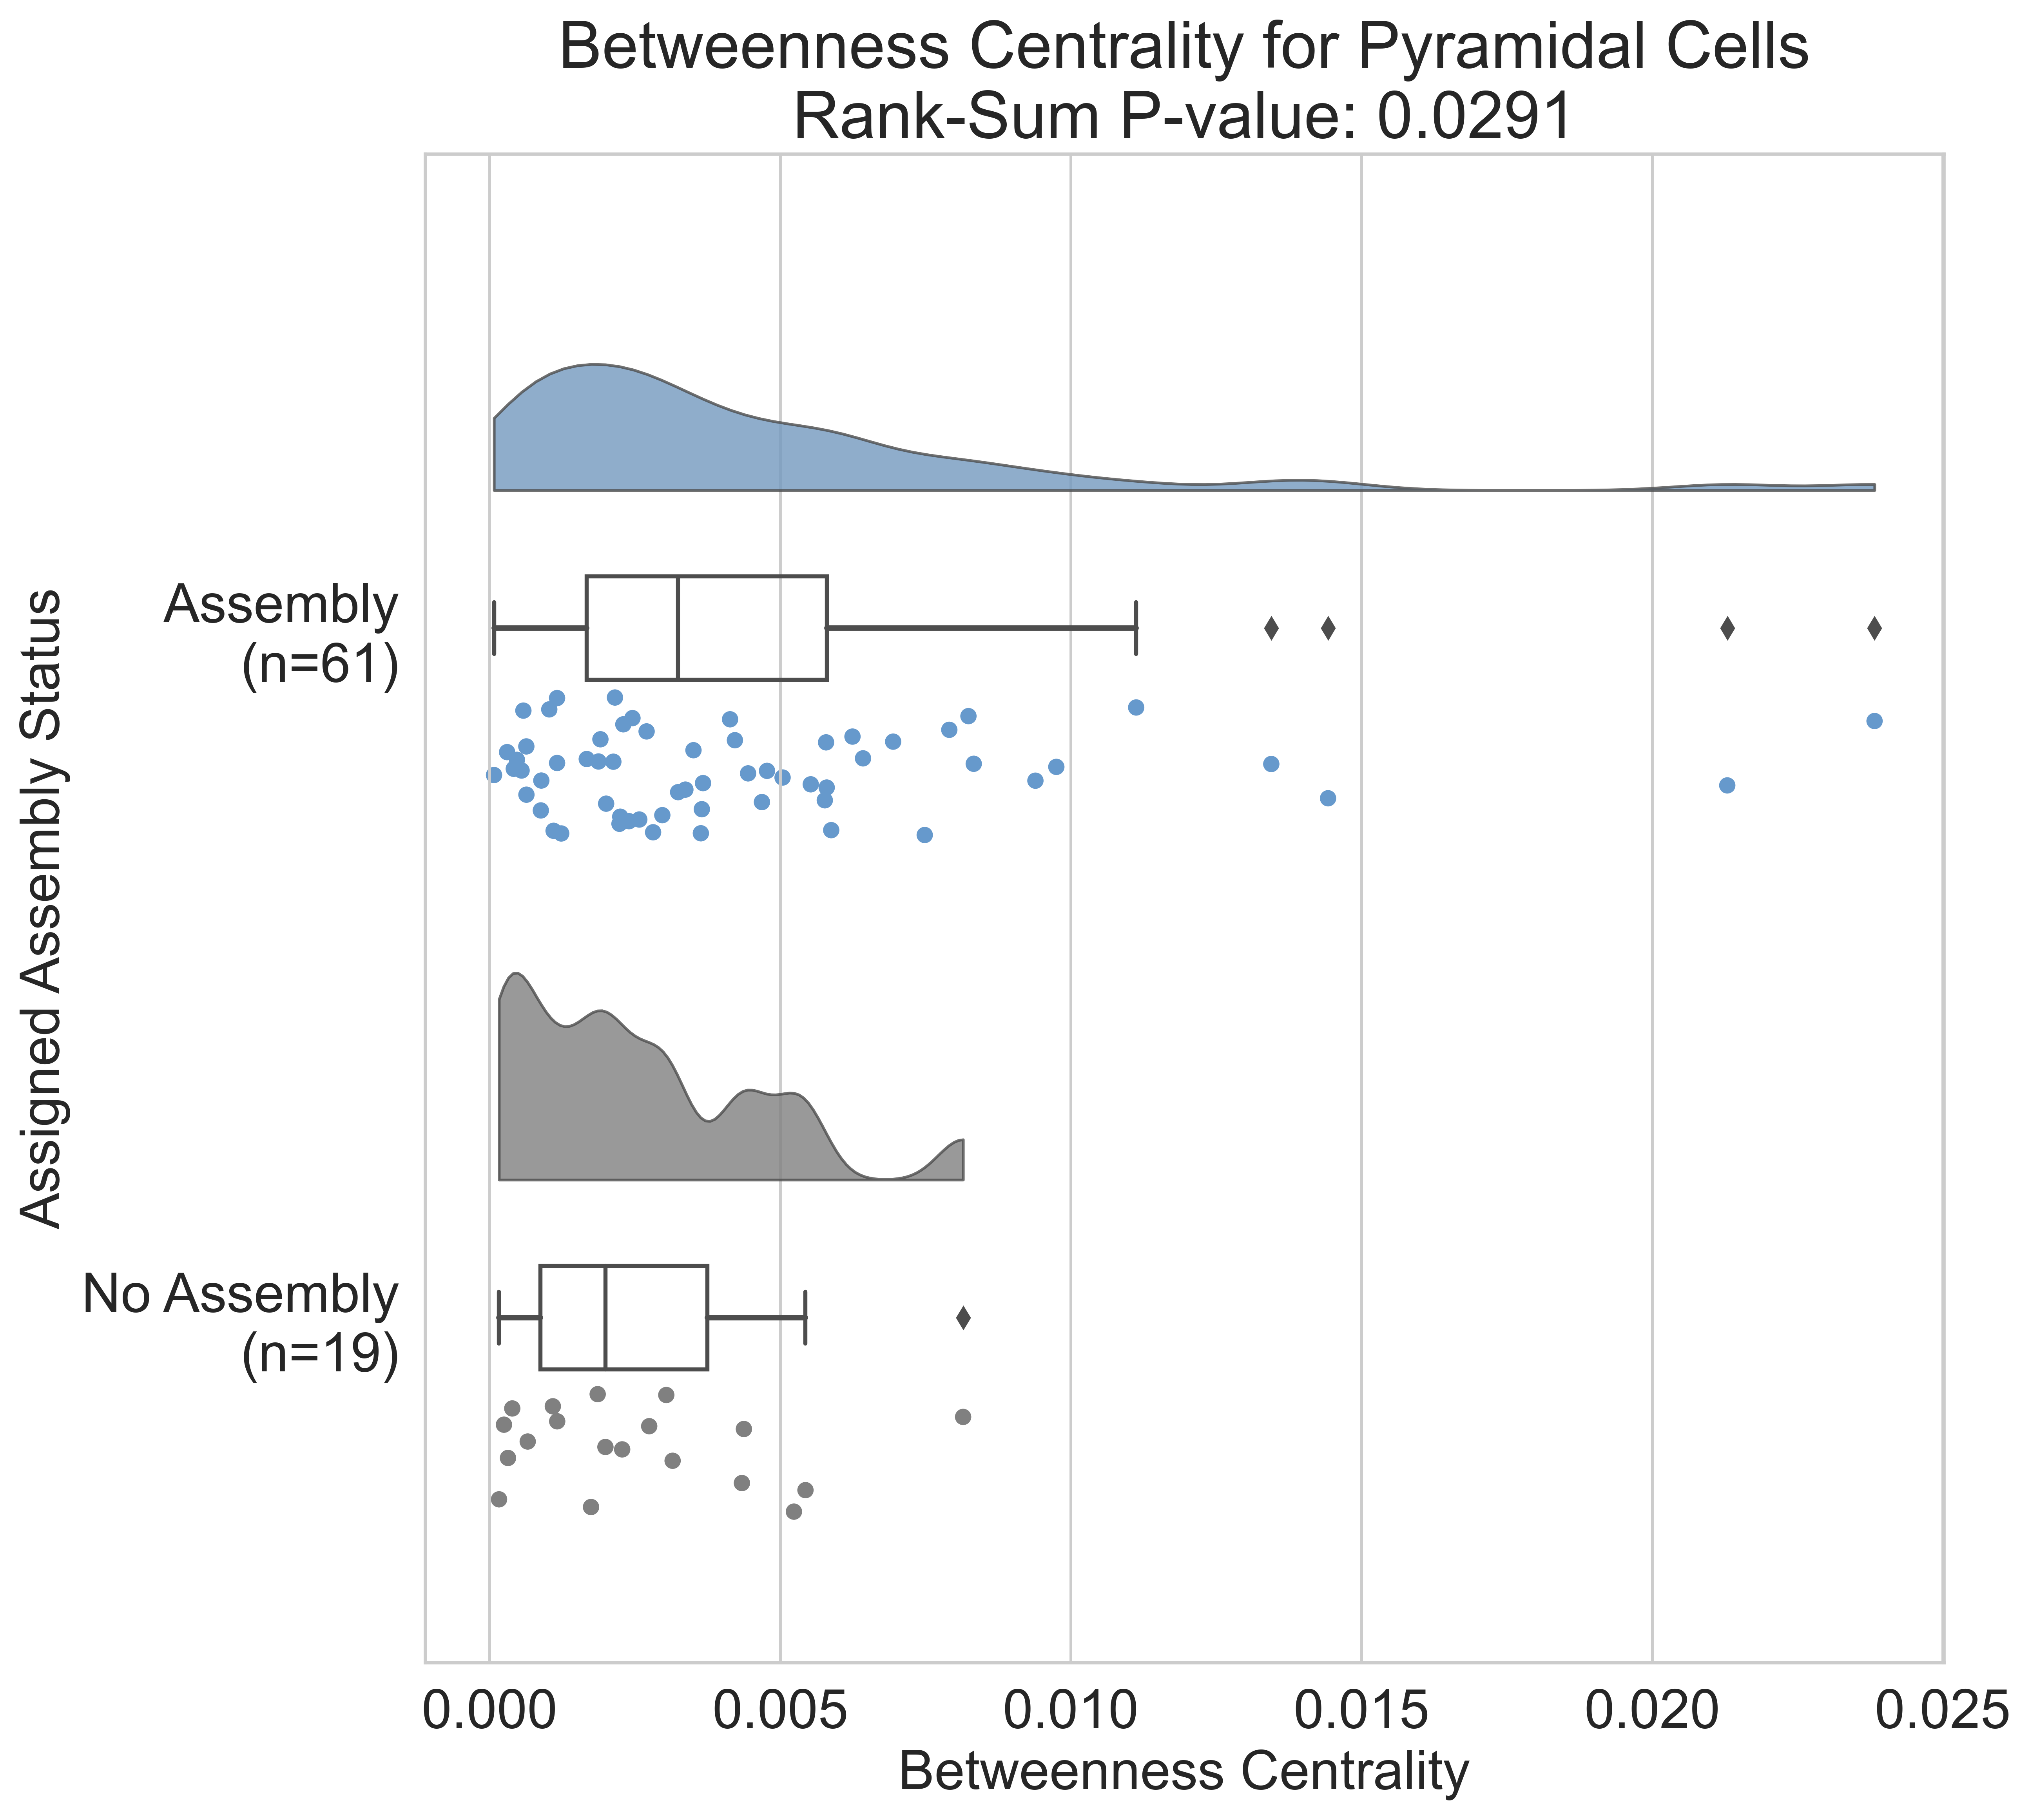 Betweenness Centrality for Pyramidal Cells
Rank-Sum P-value: 0.0291
Assigned Assembly Status
Assembly
(n=61)
No Assembly
(n=19)
0.000 0.005 0.010 0.015 0.020 0.025
Betweenness Centrality